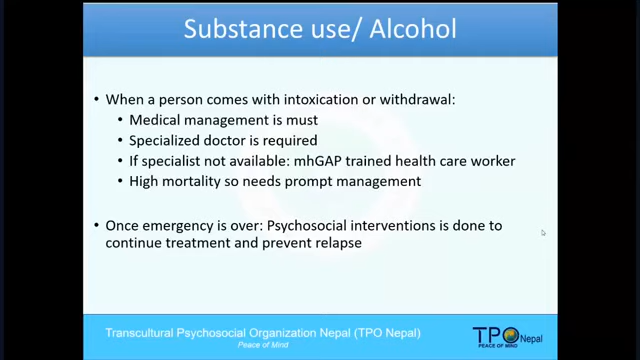 Substance use/ Alcohol
• When a person comes with intoxication or withdrawal:
• Medical management is must
• Specialized doctor is required
• If specialist not available: mhGAP trained health care worker
• High mortality so needs prompt management
• Once emergency is over: Psychosocial interventions is done to
continue treatment and prevent relapse
Transcultural Psychosocial Organization Nepal (TPO Nepal)
Peace of Mind
TPO Nepal
PEACE OF MIND